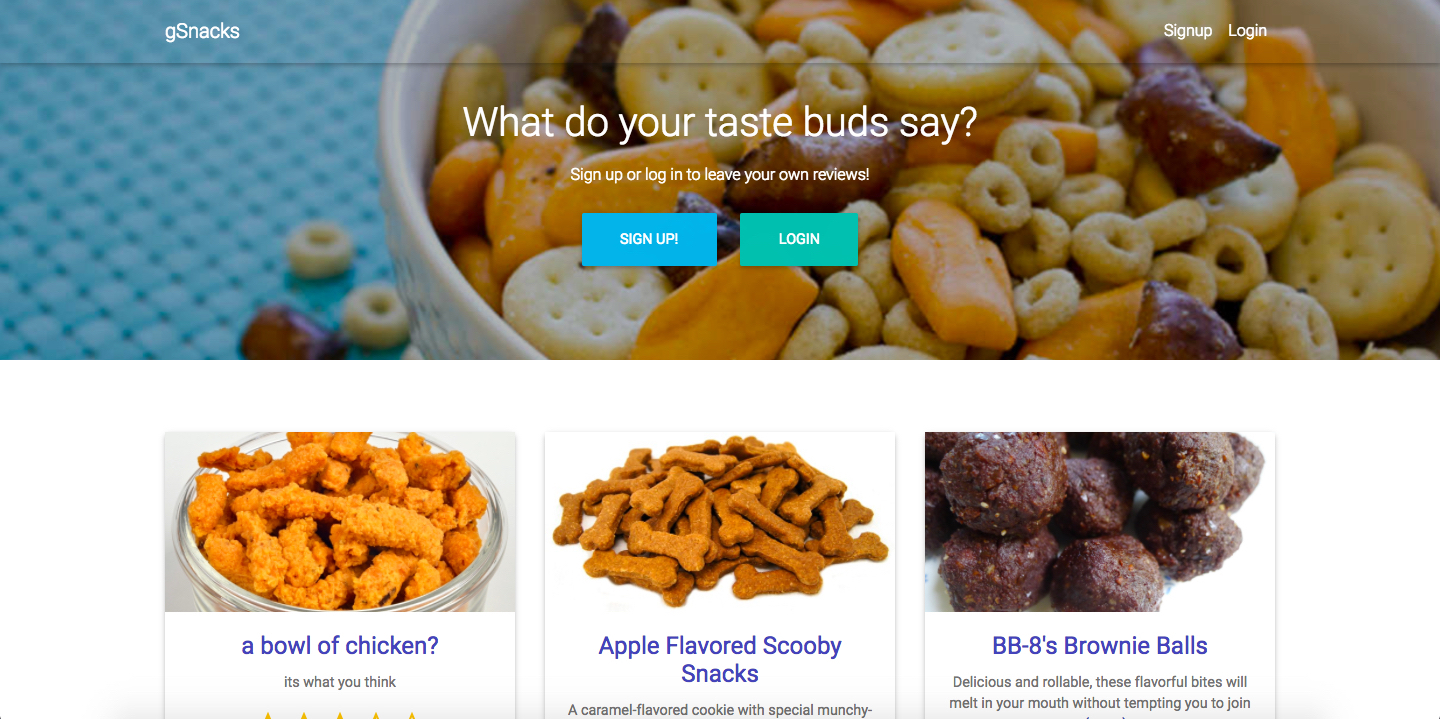 gSnacks
Signup Login
What do your taste buds say?
Sign up or log in to leave your own reviews!
SIGN UP! LOGIN
a bowl of chicken?
its what you think
Apple Flavored Scooby
Snacks
A caramel-flavored cookie with special munchy-
BB-8's Brownie Balls
Delicious and rollable, these flavorful bites will
melt in your mouth without tempting you to join